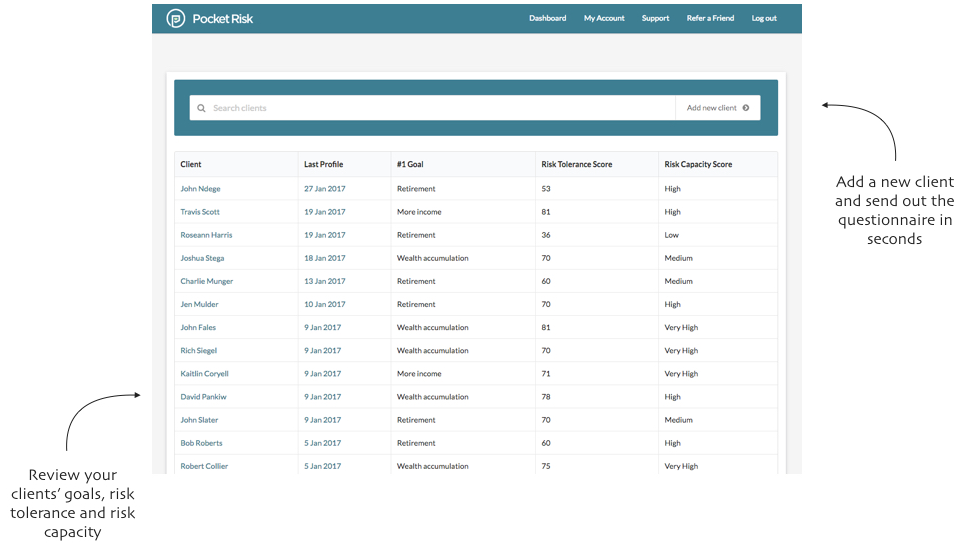 Pocket Risk
Dashboard My Account Support Refer a Friend Log out
Search clients Add new client
Client Last Profile #1 Goal Risk Tolerance Score Risk Capacity Score
John Ndege 27 Jan 2017 Retirement 53 High
Travis Scott 19 Jan 2017 More income 81 High
Roseann Harris 19 Jan 2017 Retirement 36 Low
Joshua Stega 18 Jan 2017 Wealth accumulation 70 Medium
Charlie Munger 13 Jan 2017 Retirement 60 Medium
Jen Mulder 10 Jan 2017 Retirement 70 High
John Fales 9 Jan 2017 Wealth accumulation 81 Very High
Rich Siegel 9 Jan 2017 Wealth accumulation 70 Very High
Kaitlin Coryell 9 Jan 2017 More income 71 Very High
David Pankiw 9 Jan 2017 Wealth accumulation 78 High
John Slater 9 Jan 2017 Retirement 70 Medium
Bob Roberts 5 Jan 2017 Retirement 60 High
Robert Collier 5 Jan 2017 Wealth accumulation 75 Very High
Add a new client
and send out the
questionnaire in
seconds
Review your
clients' goals, risk
tolerance and risk
capacity